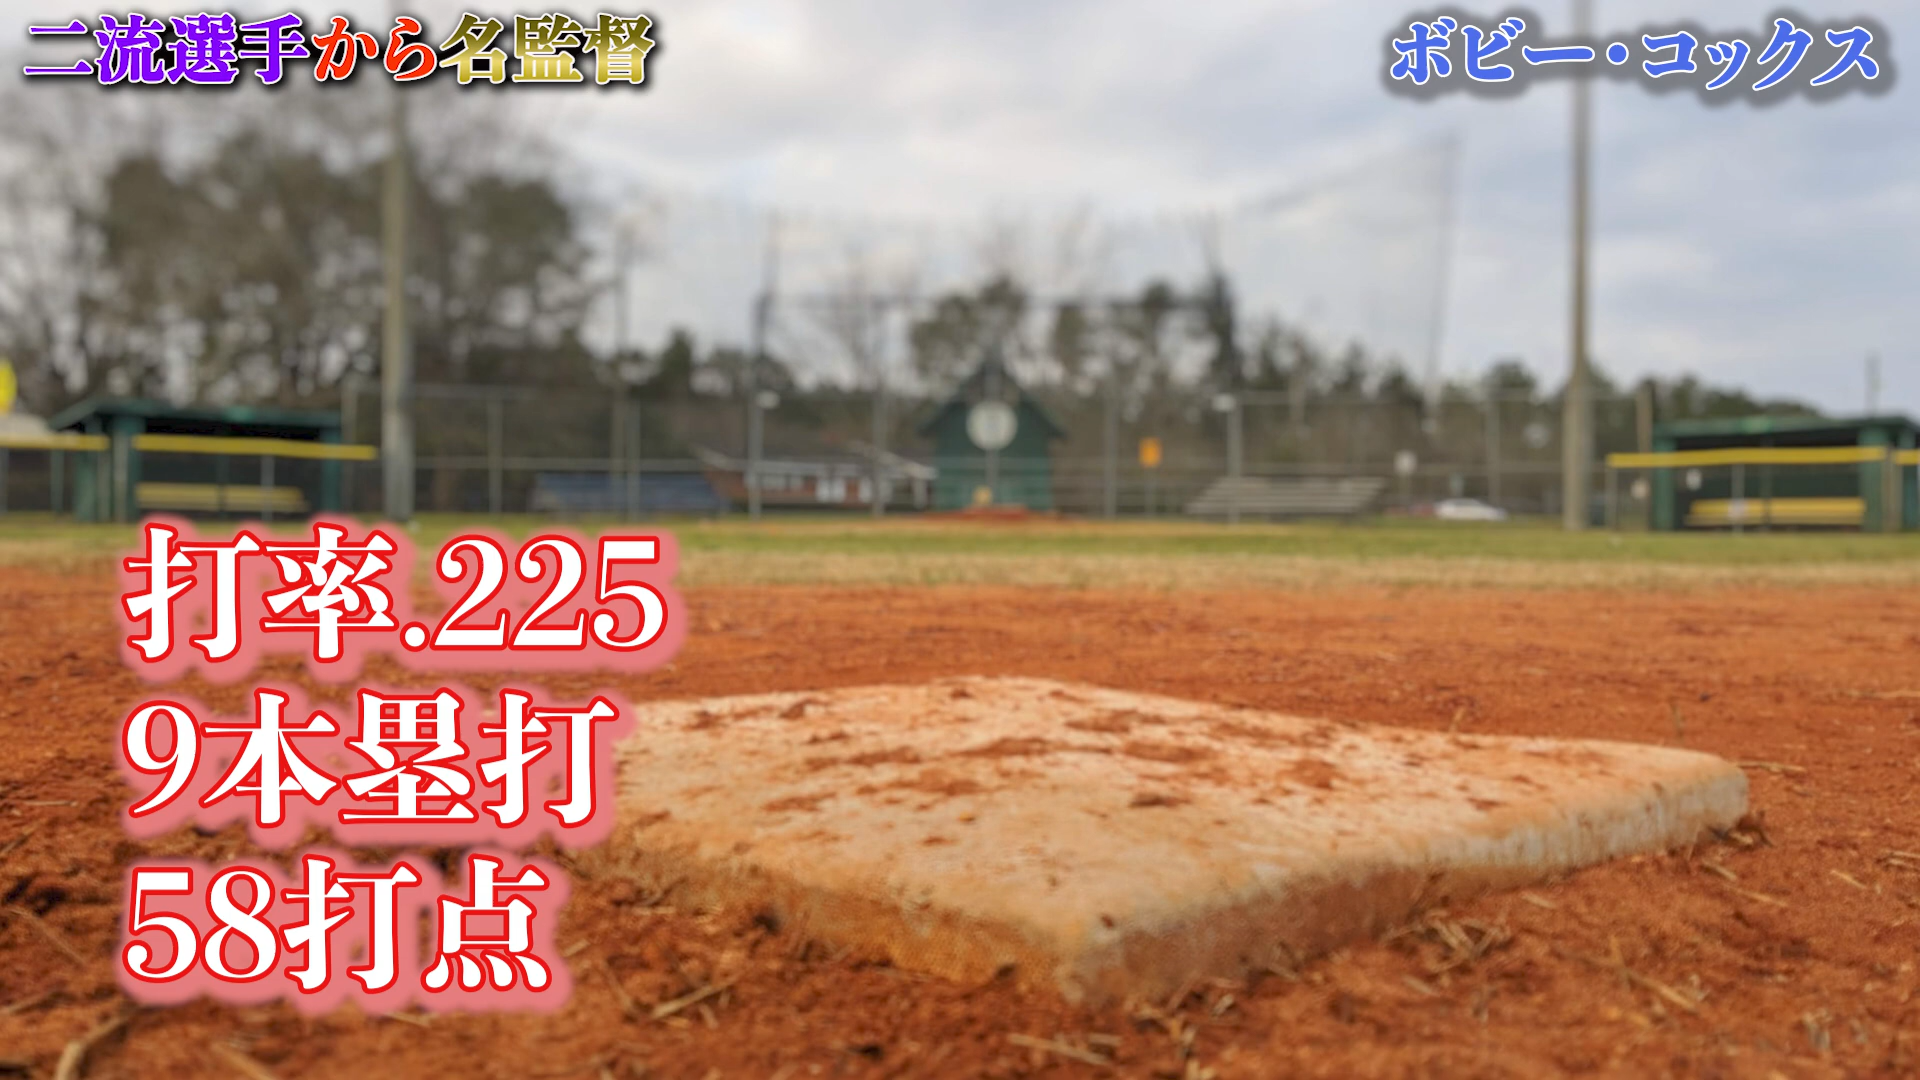 二流選手から名監督
ボビー・コックス
打率.225
9本塁打
58打点